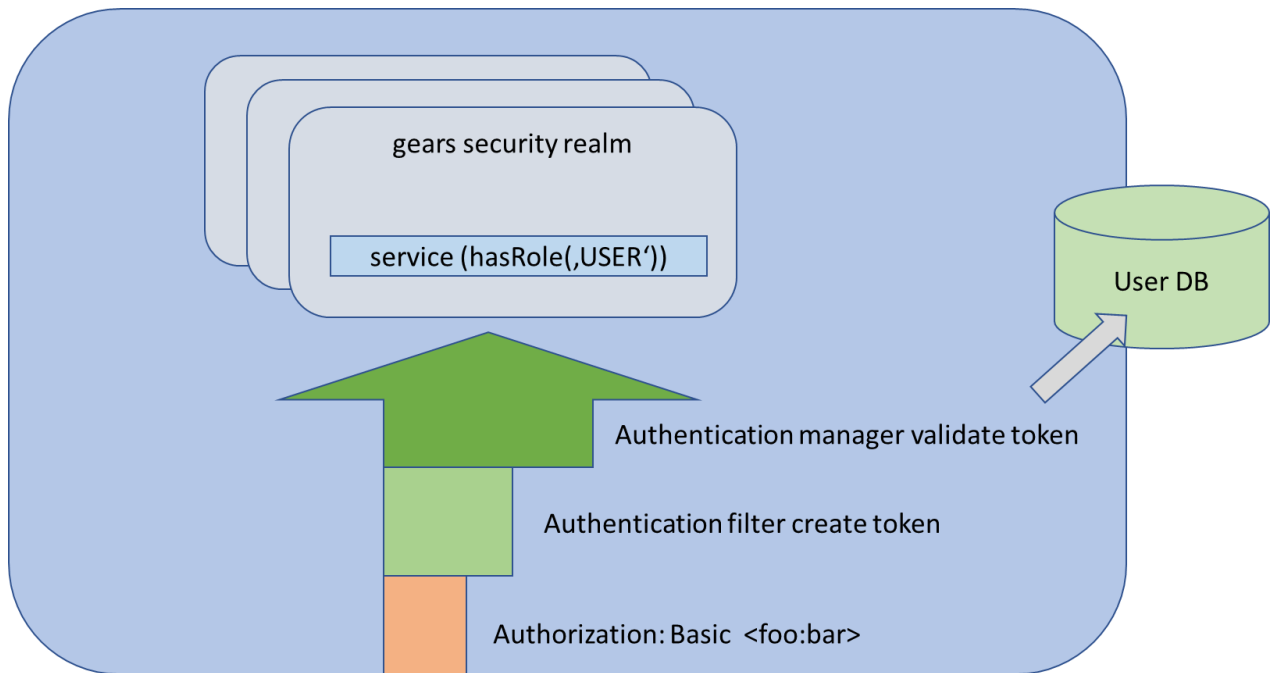 gears security realm
service (hasRole(‚USER‘))
User DB
Authentication manager validate token
Authentication filter create token
Authorization: Basic <foo:bar>